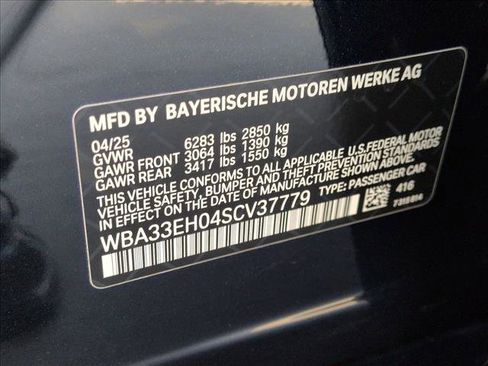 MFD BY BAYERISCHE MOTOREN WERKE AG
04/25
GVWR 6283 lbs 2850 kg
GAWR FRONT 3064 lbs 1390 kg
GAWR REAR 3417 lbs 1550 kg
THIS VEHICLE CONFORMS TO ALL APPLICABLE U.S.FEDERAL MOTOR
VEHICLE SAFETY, BUMPER AND THEFT PREVENTION STANDARDS
IN EFFECT ON THE DATE OF MANUFACTURE SHOWN ABOVE.
WBA33EH04SCV37779 TYPE: PASSENGER CAR
416